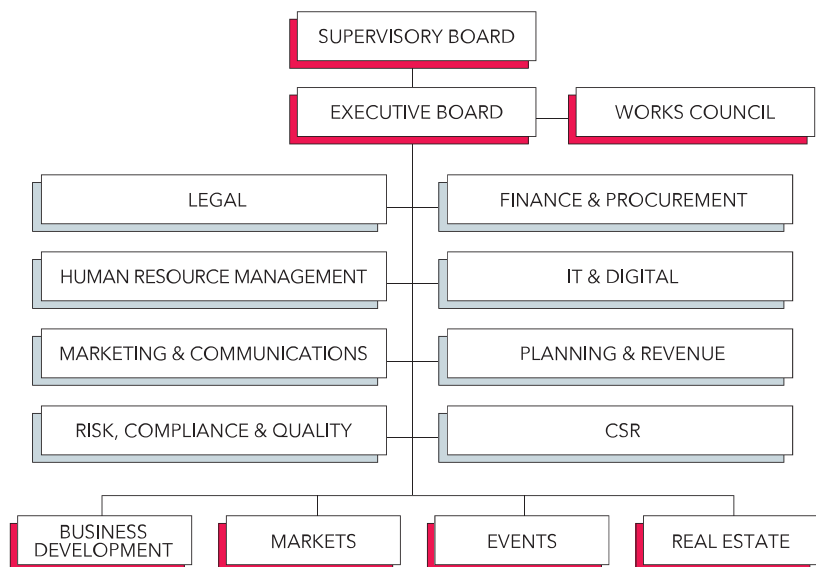 SUPERVISORY BOARD
EXECUTIVE BOARD
WORKS COUNCIL
LEGAL
FINANCE & PROCUREMENT
HUMAN RESOURCE MANAGEMENT
IT & DIGITAL
MARKETING & COMMUNICATIONS
PLANNING & REVENUE
RISK, COMPLIANCE & QUALITY
CSR
BUSINESS
DEVELOPMENT
MARKETS
EVENTS
REAL ESTATE